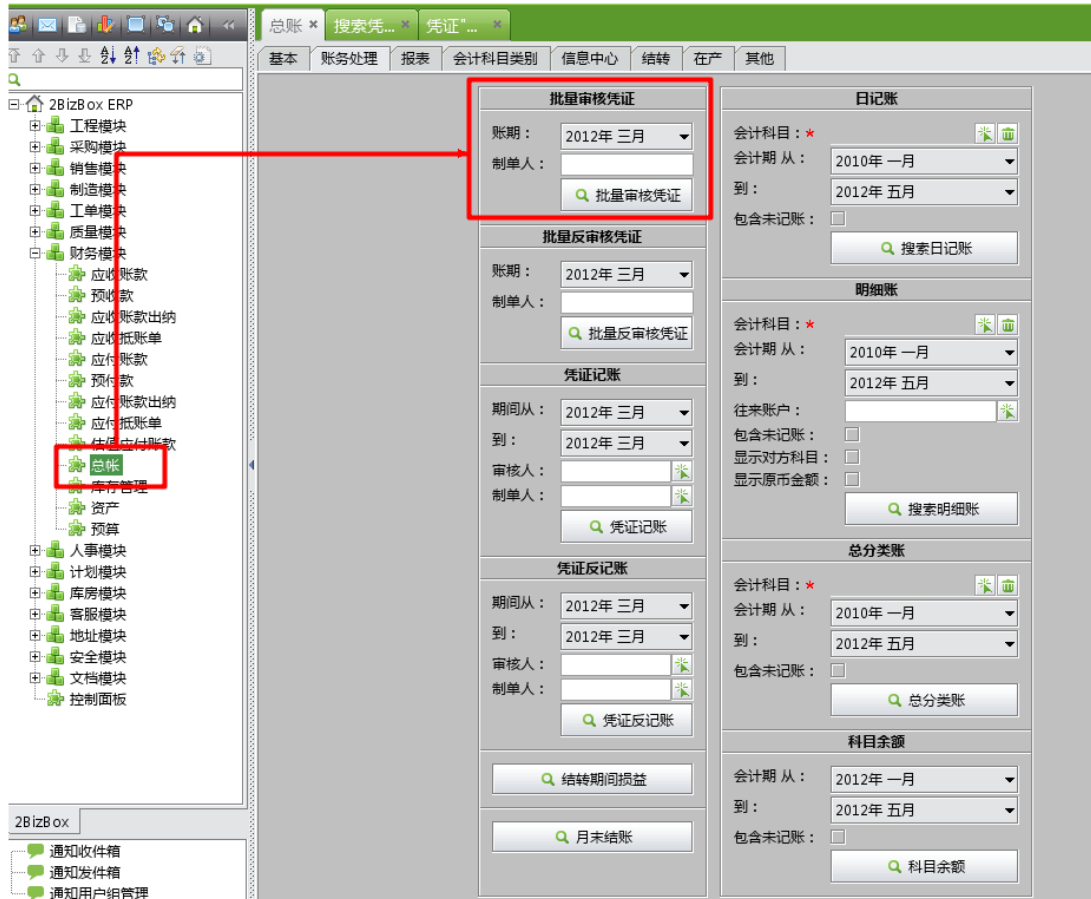 总账
搜索凭...
凭证"...
基本
账务处理
报表
会计科目类别
信息中心
结转
在产
其他
2BizBox ERP
工程模块
采购模块
销售模块
制造模块
工单模块
质量模块
财务模块
应收账款
预收款
应收账款出纳
应收抵账单
应付账款
预付款
应付账款出纳
应付抵账单
估值应付账款
总帐
库存管理
资产
预算
人事模块
计划模块
库房模块
客服模块
地址模块
安全模块
文档模块
控制面板
2BizBox
通知收件箱
通知发件箱
通知用户组管理
批量审核凭证
账期：
2012年 三月
制单人：
批量审核凭证
批量反审核凭证
账期：
2012年 三月
制单人：
批量反审核凭证
凭证记账
期间从：
2012年 三月
到：
2012年 三月
审核人：
制单人：
凭证记账
凭证反记账
期间从：
2012年 三月
到：
2012年 三月
审核人：
制单人：
凭证反记账
结转期间损益
月末结账
日记账
会计科目：*
会计期 从：
2010年 一月
到：
2012年 五月
包含未记账：
搜索日记账
明细账
会计科目：*
会计期 从：
2010年 一月
到：
2012年 五月
往来账户：
包含未记账：
显示对方科目：
显示原币金额：
搜索明细账
总分类账
会计科目：*
会计期 从：
2010年 一月
到：
2012年 五月
包含未记账：
总分类账
科目余额
会计期 从：
2012年 一月
到：
2012年 五月
包含未记账：
科目余额